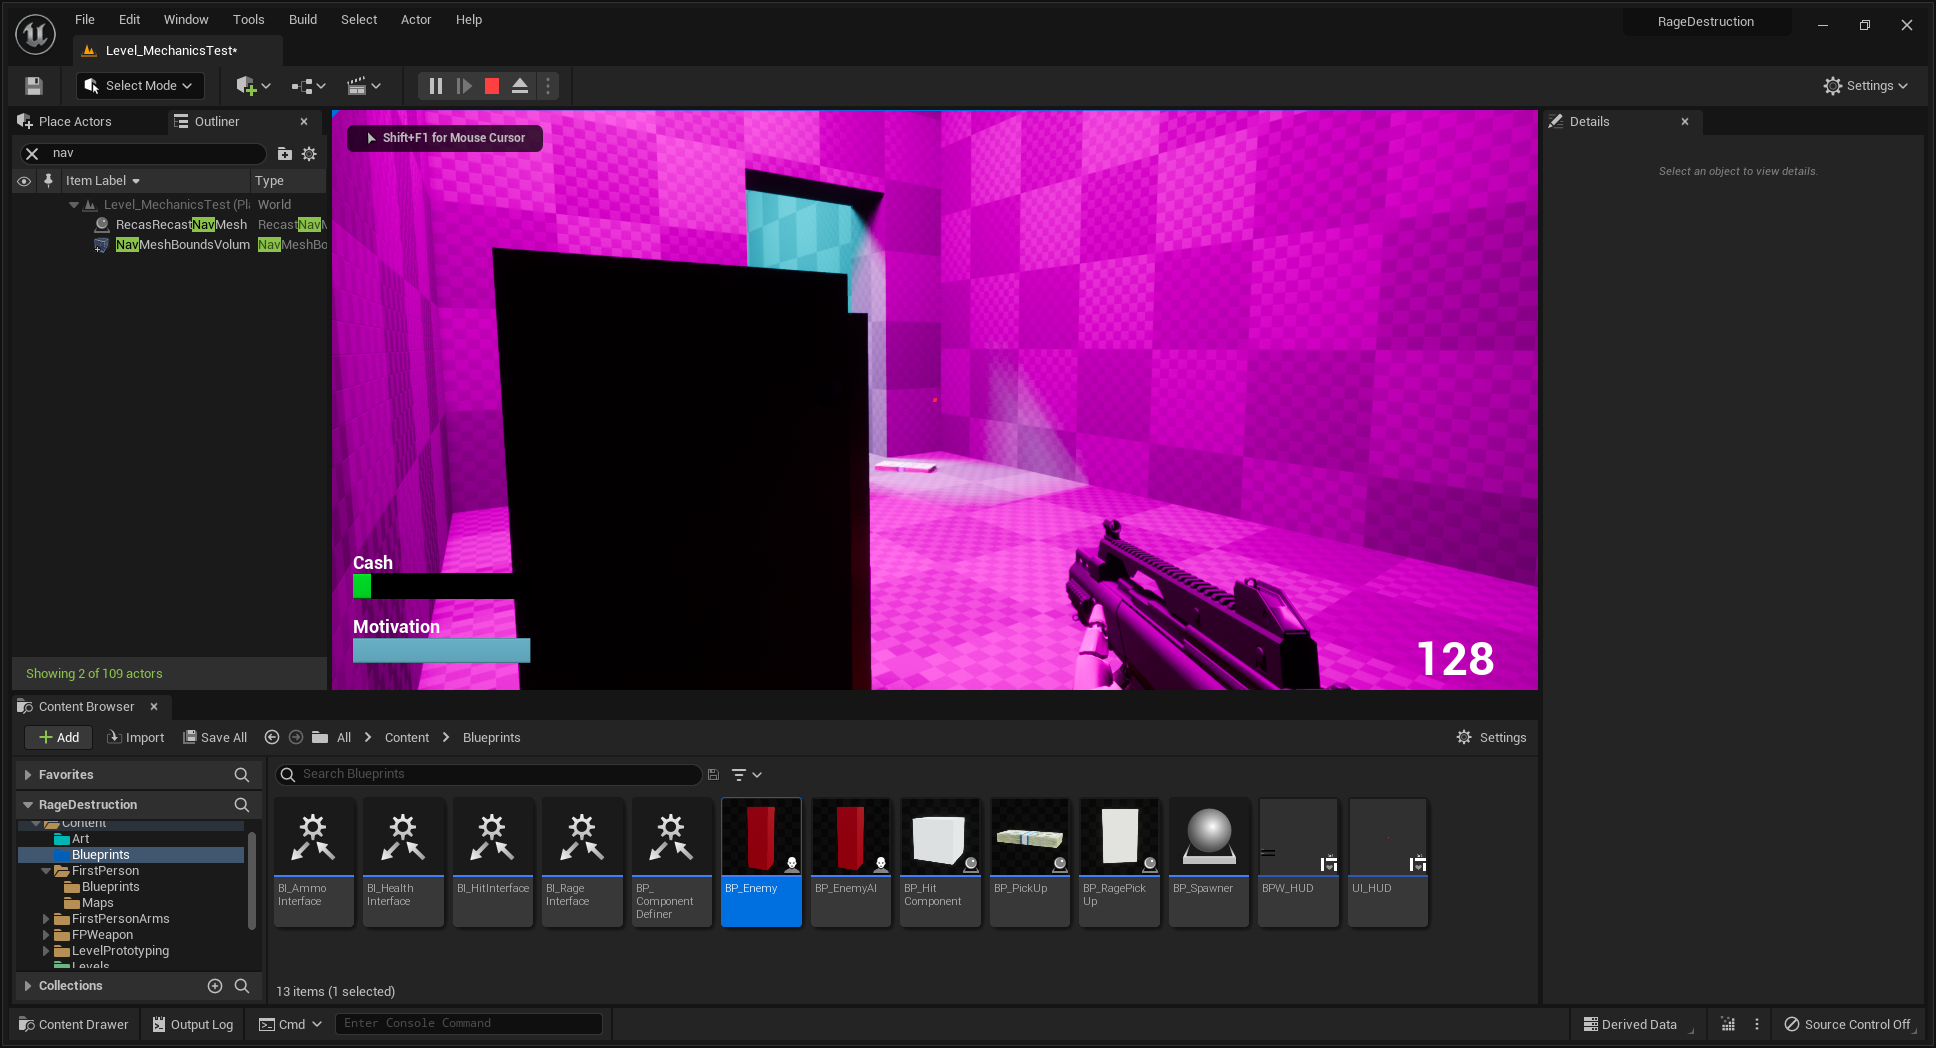 File Edit Window Tools Build Select Actor Help
RageDestruction
Level_MechanicsTest*
Select Mode
Settings
Place Actors
Outliner
Details
Shift+F1 for Mouse Cursor
nav
Item Label
Type
Select an object to view details.
Level_MechanicsTest (Pl
World
RecasRecastNavMesh
RecastNavM
NavMeshBoundsVolum
NavMeshBo
Cash
Motivation
128
Showing 2 of 109 actors
Content Browser
Add
Import
Save All
All
Content
Blueprints
Settings
Favorites
Search Blueprints
RageDestruction
Content
Art
Blueprints
FirstPerson
Blueprints
Maps
FirstPersonArms
FPWeapon
LevelPrototyping
Levels
Collections
BI_Ammo
Interface
BI_Health
Interface
BI_HitInterface
BI_Rage
Interface
BP_
Component
Definer
BP_Enemy
BP_EnemyAI
BP_Hit
Component
BP_PickUp
BP_RagePick
Up
BP_Spawner
BPW_HUD
UI_HUD
13 items (1 selected)
Content Drawer
Output Log
Cmd
Enter Console Command
Derived Data
Source Control Off